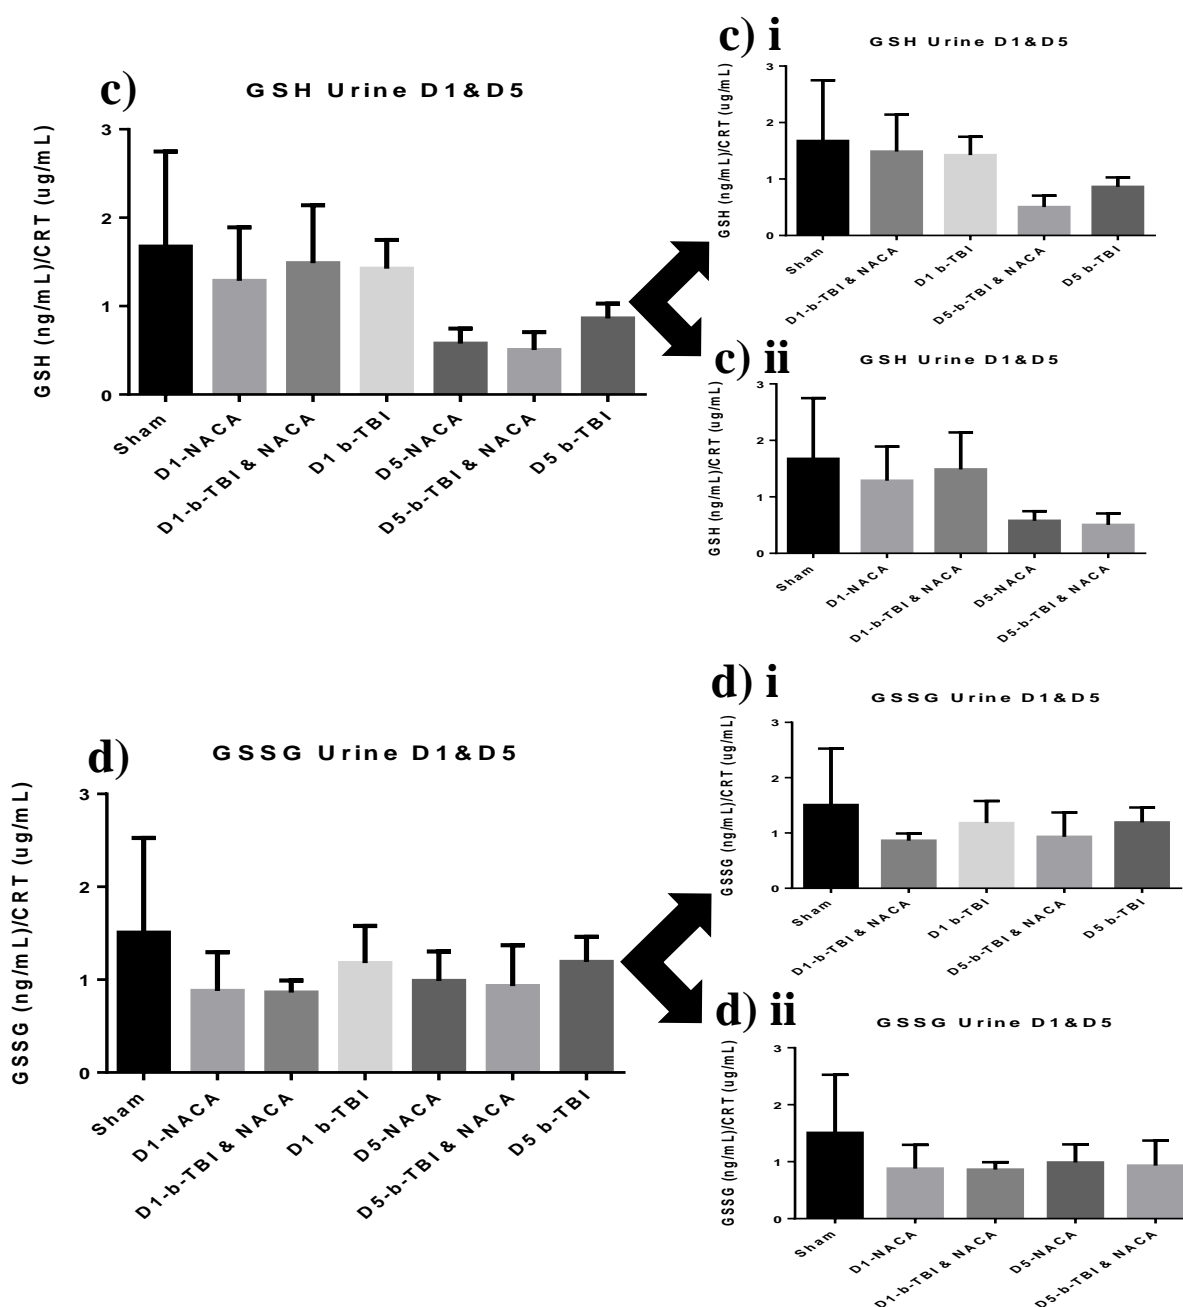 c)
GSH Urine D1&D5
GSH (ng/mL)/CRT (ug/mL)
3
2
1
0
Sham
D1-NACA
D1-b-TBI & NACA
D1 b-TBI
D5-NACA
D5-b-TBI & NACA
D5 b-TBI
c) i
GSH Urine D1&D5
GSH (ng/mL)/CRT (ug/mL)
3
2
1
0
Sham
D1-b-TBI & NACA
D1 b-TBI
D5-b-TBI & NACA
D5 b-TBI
c) ii
GSH Urine D1&D5
GSH (ng/mL)/CRT (ug/mL)
3
2
1
0
Sham
D1-NACA
D1-b-TBI & NACA
D5-NACA
D5-b-TBI & NACA
d)
GSSG Urine D1&D5
GSSG (ng/mL)/CRT (ug/mL)
3
2
1
0
Sham
D1-NACA
D1-b-TBI & NACA
D1 b-TBI
D5-NACA
D5-b-TBI & NACA
D5 b-TBI
d) i
GSSG Urine D1&D5
GSSG (ng/mL)/CRT (ug/mL)
3
2
1
0
Sham
D1-b-TBI & NACA
D1 b-TBI
D5-b-TBI & NACA
D5 b-TBI
d) ii
GSSG Urine D1&D5
GSSG (ng/mL)/CRT (ug/mL)
3
2
1
0
Sham
D1-NACA
D1-b-TBI & NACA
D5-NACA
D5-b-TBI & NACA